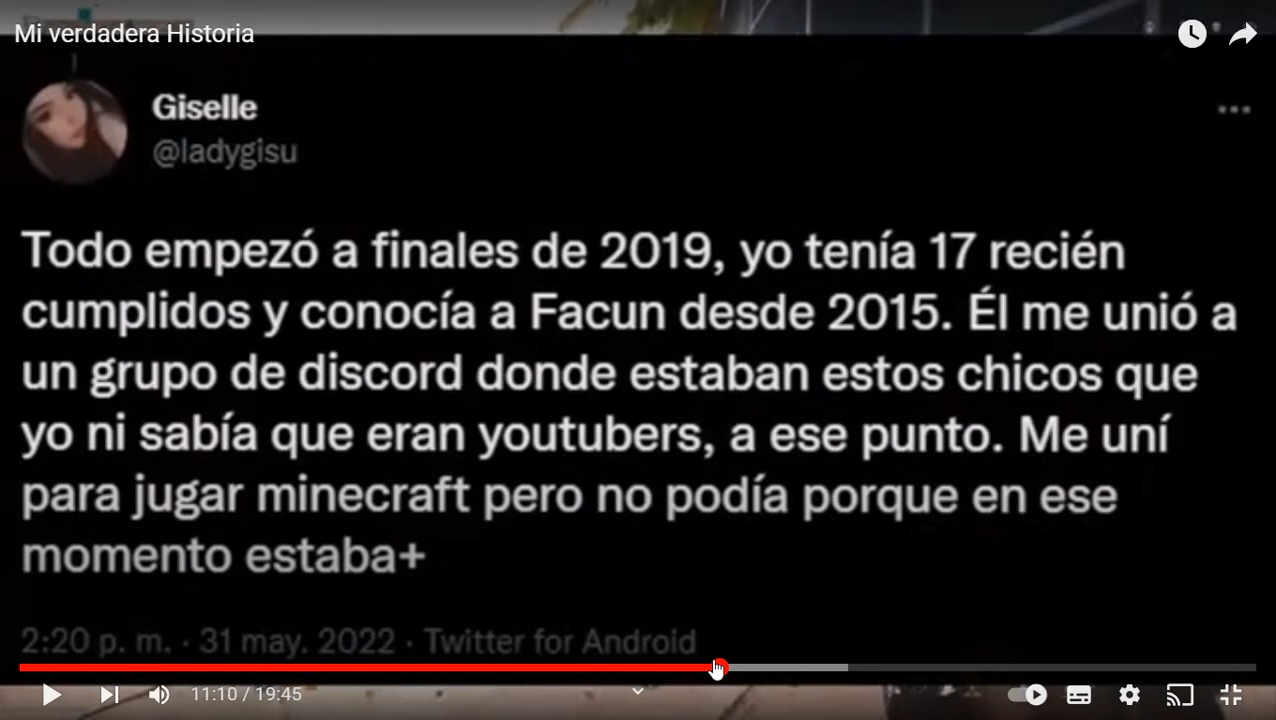 Mi verdadera Historia
Giselle
@ladygisu
Todo empezó a finales de 2019, yo tenía 17 recién
cumplidos y conocía a Facun desde 2015. Él me unió a
un grupo de discord donde estaban estos chicos que
yo ni sabía que eran youtubers, a ese punto. Me uní
para jugar minecraft pero no podía porque en ese
momento estaba+
2:20 p. m. · 31 may. 2022 · Twitter for Android
11:10 / 19:45